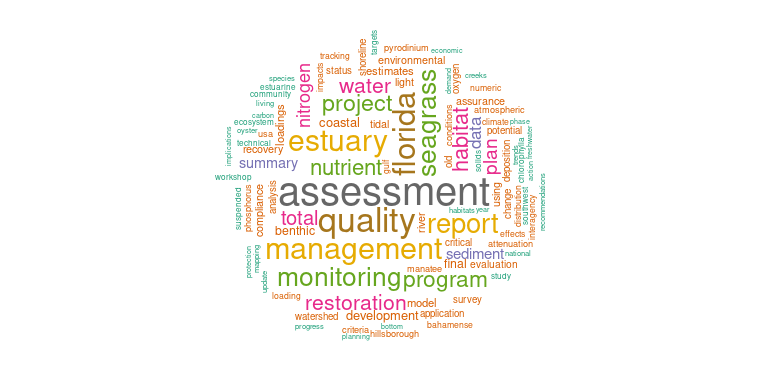 assessment
quality
management
estuary
report
florida
seagrass
monitoring
program
nutrient
project
restoration
water
habitat
total
nitrogen
plan
data
sediment
summary
coastal
development
benthic
tidal
light
estimates
environmental
pyrodinium
economic
targets
shoreline
tracking
status
impacts
species
estuarine
community
living
carbon
ecosystem
oyster
usa
technical
recovery
loadings
implications
workshop
suspended
phosphorus
compliance
analysis
gulf
river
old
conditions
demand
oxygen
creeks
numeric
assurance
atmospheric
climate
phase
potential
solids
deposition
trends
chlorophylla
action
freshwater
using
change
distribution
southwest
interagency
recommendations
habitats
year
effects
critical
attenuation
national
final
evaluation
study
manatee
model
survey
application
bahamense
hillsborough
criteria
bottom
planning
progress
watershed
loading
update
mapping
protection